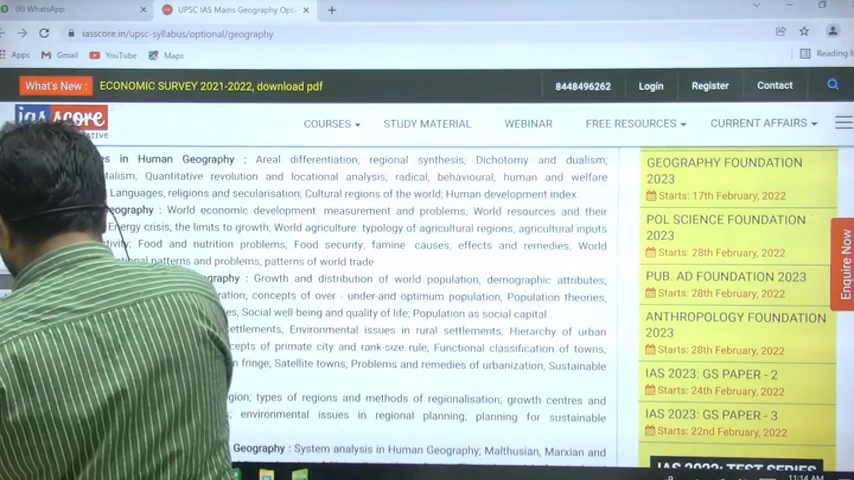 (8) WhatsApp
UPSC IAS Mains Geography Opti
iasscore.in/upsc-syllabus/optional/geography
Apps Gmail YouTube Maps Reading li
What's New : ECONOMIC SURVEY 2021-2022, download pdf 8448496262 Login Register Contact
ias score
COURSES STUDY MATERIAL WEBINAR FREE RESOURCES CURRENT AFFAIRS
in Human Geography : Areal differentiation; regional synthesis; Dichotomy and dualism;
Quantitative revolution and locational analysis; radical, behavioural, human and welfare
Languages, religions and secularisation; Cultural regions of the world; Human development index.
World economic development: measurement and problems; World resources and their
Energy crisis; the limits to growth; World agriculture: typology of agricultural regions, agricultural inputs
Food and nutrition problems; Food security; famine: causes, effects and remedies; World
patterns and problems; patterns of world trade
Growth and distribution of world population; demographic attributes;
concepts of over - under-and optimum population; Population theories,
Social well-being and quality of life; Population as social capital
Environmental issues in rural settlements, Hierarchy of urban
of primate city and rank-size rule; Functional classification of towns;
fringe; Satellite towns; Problems and remedies of urbanization, Sustainable
types of regions and methods of regionalisation; growth centres and
environmental issues in regional planning; planning for sustainable
Geography : System analysis in Human Geography; Malthusian, Marxian and
GEOGRAPHY FOUNDATION
2023
Starts: 17th February, 2022
POL SCIENCE FOUNDATION
2023
Starts: 28th February, 2022
PUB. AD FOUNDATION 2023
Starts: 28th February, 2022
ANTHROPOLOGY FOUNDATION
2023
Starts: 28th February, 2022
IAS 2023: GS PAPER - 2
Starts: 24th February, 2022
IAS 2023: GS PAPER - 3
Starts: 22nd February, 2022
IAS 2022: TEST SERIES
Enquire Now
11:14 AM